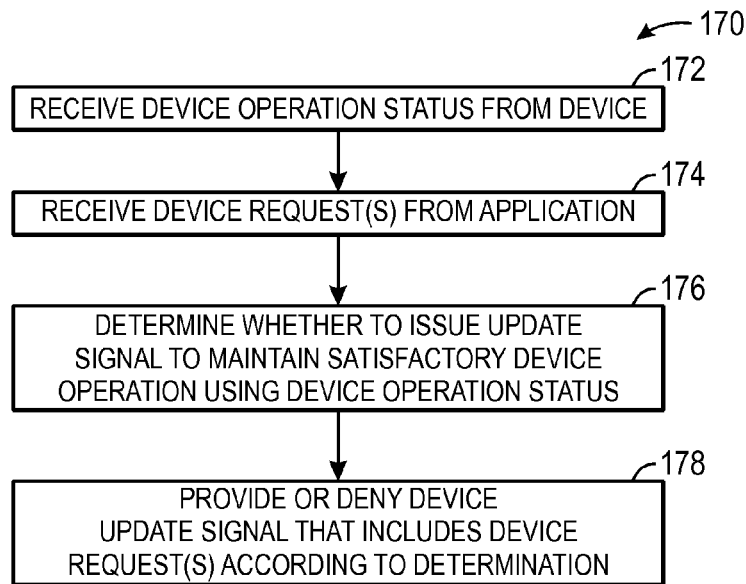 170
172
RECEIVE DEVICE OPERATION STATUS FROM DEVICE
174
RECEIVE DEVICE REQUEST(S) FROM APPLICATION
176
DETERMINE WHETHER TO ISSUE UPDATE
SIGNAL TO MAINTAIN SATISFACTORY DEVICE
OPERATION USING DEVICE OPERATION STATUS
178
PROVIDE OR DENY DEVICE
UPDATE SIGNAL THAT INCLUDES DEVICE
REQUEST(S) ACCORDING TO DETERMINATION